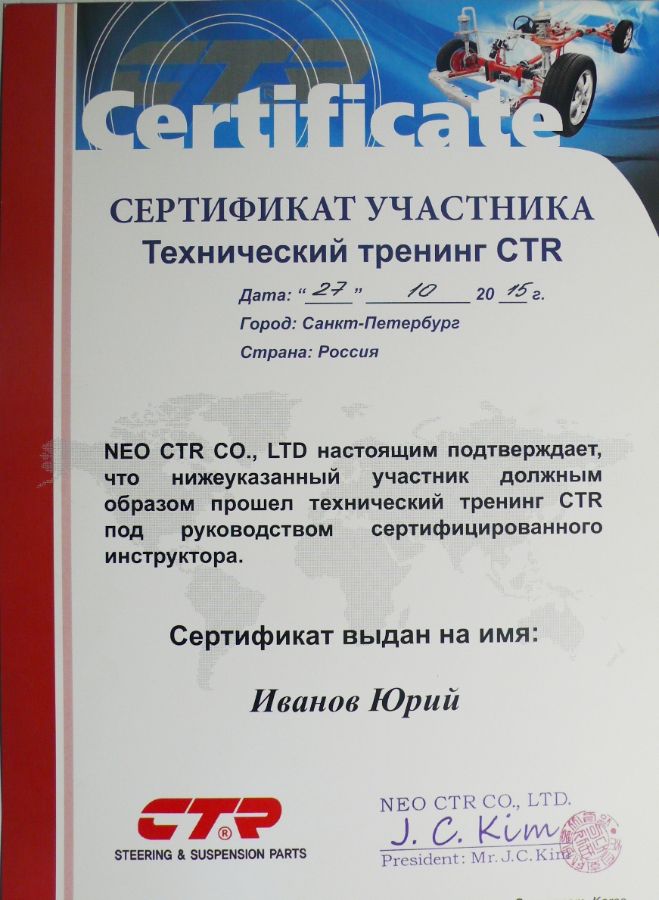 CTR
Certificate
СЕРТИФИКАТ УЧАСТНИКА
Технический тренинг CTR
Дата: “27” 10 2015 г.
Город: Санкт-Петербург
Страна: Россия
NEO CTR CO., LTD настоящим подтверждает,
что нижеуказанный участник должным
образом прошел технический тренинг CTR
под руководством сертифицированного
инструктора.
Сертификат выдан на имя:
Иванов Юрий
CTR®
STEERING & SUSPENSION PARTS
NEO CTR CO., LTD.
J. C. Kim
President: Mr. J.C. Kim